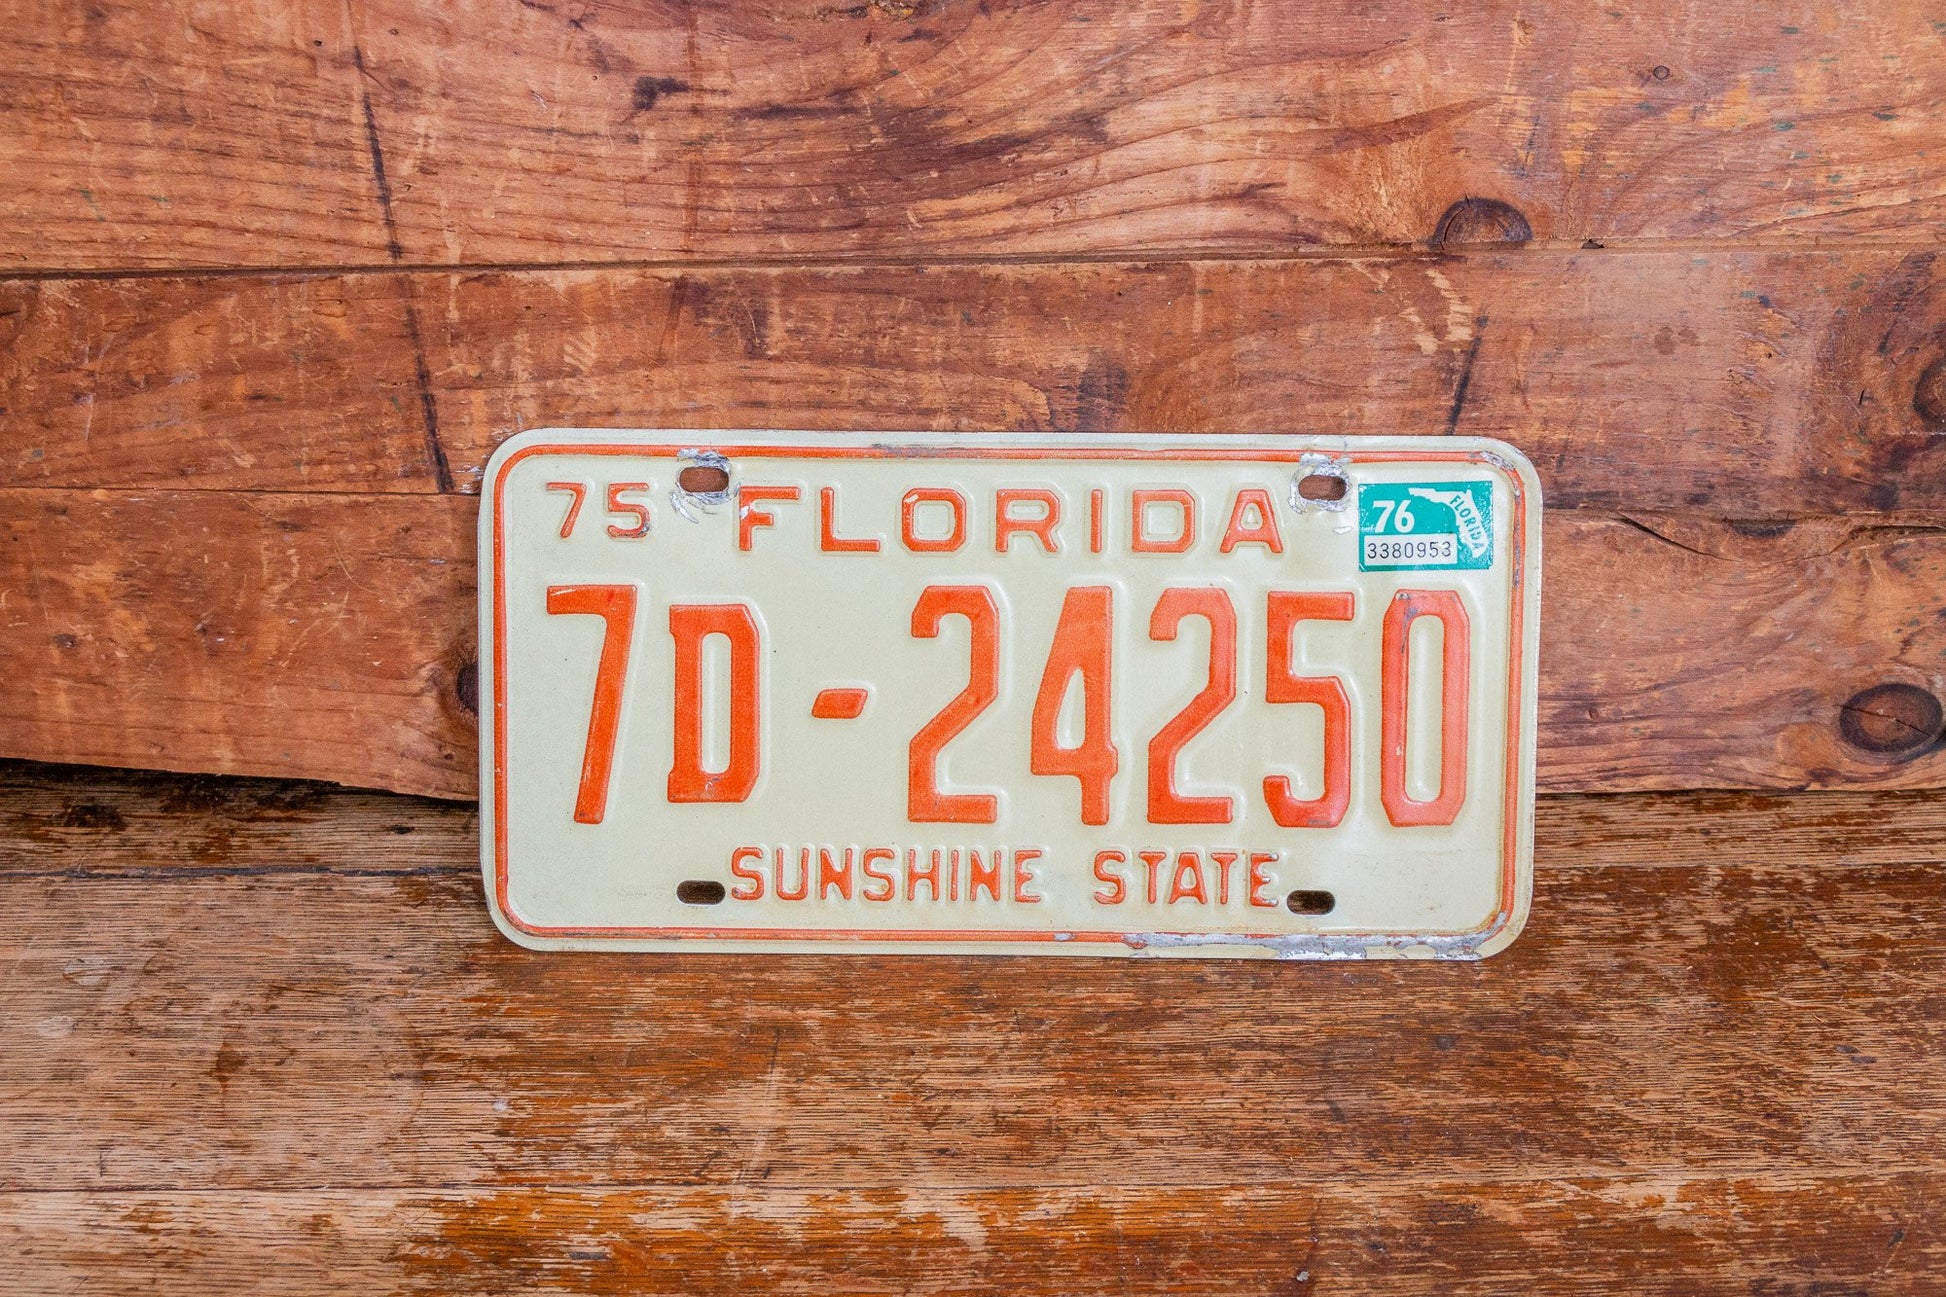 75 FLORIDA
76 FLORIDA
3380953
7D-24250
SUNSHINE STATE